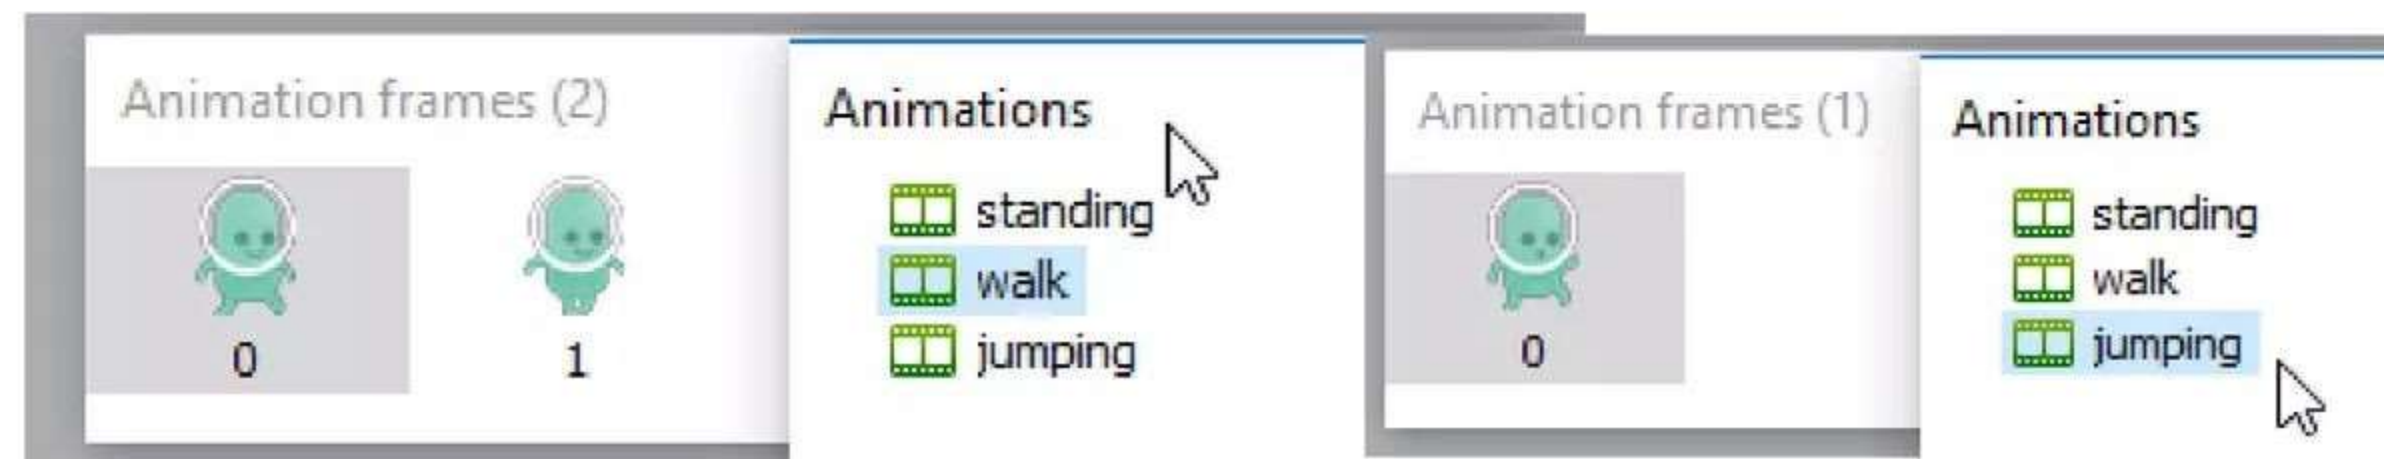 Animation frames (2)
0 1
Animations
standing
walk
jumping
Animation frames (1)
0
Animations
standing
walk
jumping